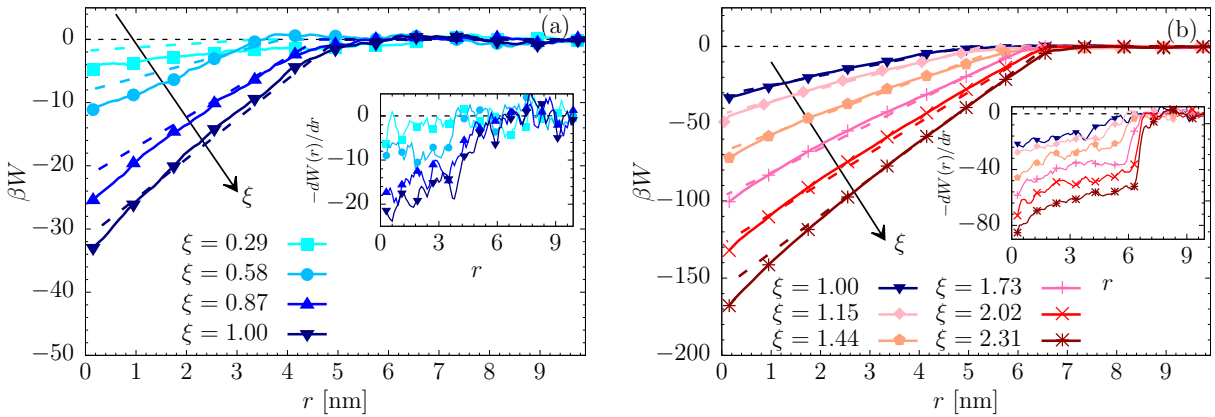 (a)
0
−10
−20
−30
−40
−50
βW
0 1 2 3 4 5 6 7 8 9
r [nm]
ξ
ξ = 0.29
ξ = 0.58
ξ = 0.87
ξ = 1.00
0
−10
−20
−dW(r)/dr
0 3 6 9
r
(b)
0
−50
−100
−150
−200
βW
0 1 2 3 4 5 6 7 8 9
r [nm]
ξ
ξ = 1.00
ξ = 1.15
ξ = 1.44
ξ = 1.73
ξ = 2.02
ξ = 2.31
0
−40
−80
−dW(r)/dr
0 3 6 9
r